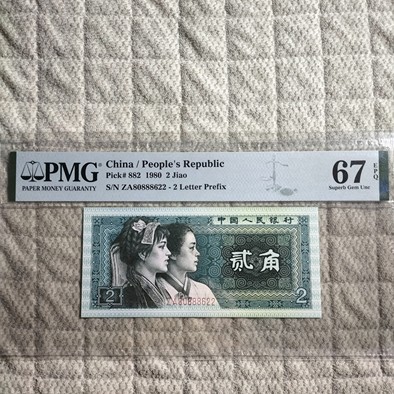 PMG
PAPER MONEY GUARANTY
China / People's Republic
Pick# 882 1980 2 Jiao
S/N ZA80888622 - 2 Letter Prefix
67 EPQ
Superb Gem Unc
中国人民银行
贰角
2
ZA80888622
2